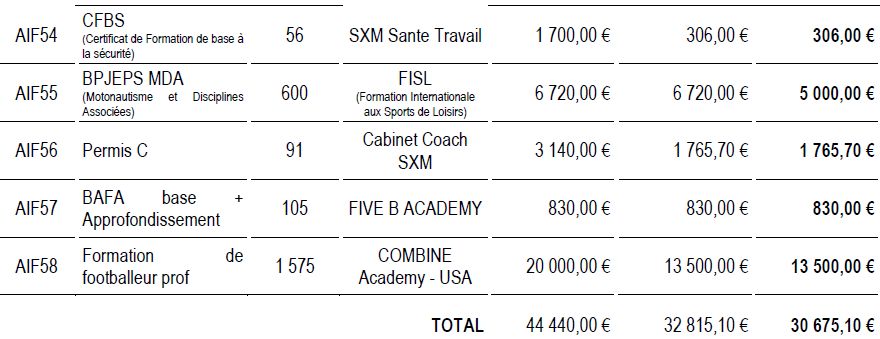 AIF54 CFBS (Certificat de Formation de base à la sécurité) 56 SXM Sante Travail 1 700,00 € 306,00 € 306,00 €
AIF55 BPJEPS MDA (Motonautisme et Disciplines Associées) 600 FISL (Formation Internationale aux Sports de Loisirs) 6 720,00 € 6 720,00 € 5 000,00 €
AIF56 Permis C 91 Cabinet Coach SXM 3 140,00 € 1 765,70 € 1 765,70 €
AIF57 BAFA base + Approfondissement 105 FIVE B ACADEMY 830,00 € 830,00 € 830,00 €
AIF58 Formation de footballeur prof 1 575 COMBINE Academy - USA 20 000,00 € 13 500,00 € 13 500,00 €
TOTAL 44 440,00 € 32 815,10 € 30 675,10 €